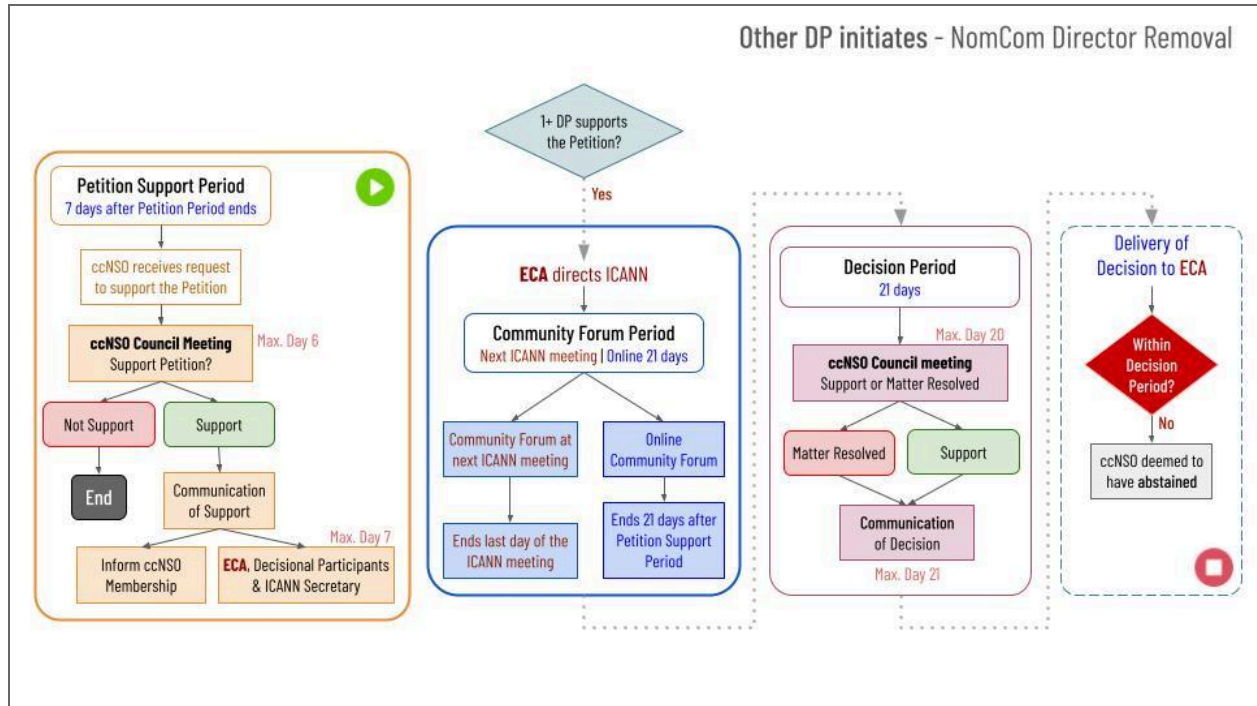 Other DP initiates - NomCom Director Removal
1+ DP supports
the Petition?
Yes
Petition Support Period
7 days after Petition Period ends
ccNSO receives request
to support the Petition
ccNSO Council Meeting
Support Petition?
Max. Day 6
Not Support
Support
End
Communication
of Support
Max. Day 7
Inform ccNSO
Membership
ECA, Decisional Participants
& ICANN Secretary
ECA directs ICANN
Community Forum Period
Next ICANN meeting | Online 21 days
Community Forum at
next ICANN meeting
Ends last day of the
ICANN meeting
Online
Community Forum
Ends 21 days after
Petition Support
Period
Decision Period
21 days
Max. Day 20
ccNSO Council meeting
Support or Matter Resolved
Matter Resolved
Support
Communication
of Decision
Max. Day 21
Delivery of
Decision to ECA
Within
Decision
Period?
No
ccNSO deemed to
have abstained